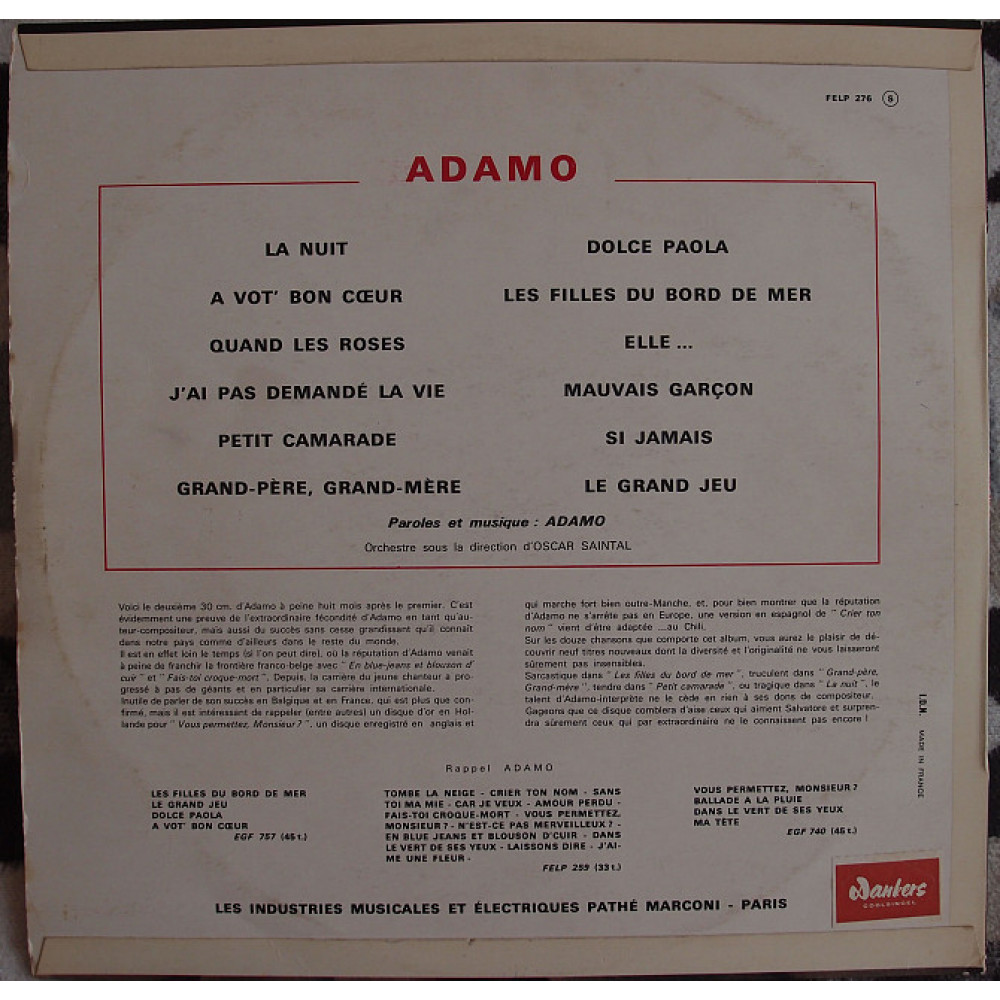 FELP 276 S
ADAMO
LA NUIT
A VOT' BON CŒUR
QUAND LES ROSES
J'AI PAS DEMANDÉ LA VIE
PETIT CAMARADE
GRAND-PÈRE, GRAND-MÈRE
DOLCE PAOLA
LES FILLES DU BORD DE MER
ELLE ...
MAUVAIS GARÇON
SI JAMAIS
LE GRAND JEU
Paroles et musique : ADAMO
Orchestre sous la direction d'OSCAR SAINTAL
Voici le deuxième 30 cm. d'Adamo à peine huit mois après le premier. C'est
évidemment une preuve de l'extraordinaire fécondité d'Adamo en tant qu'au-
teur-compositeur, mais aussi du succès sans cesse grandissant qu'il connaît
dans notre pays comme d'ailleurs dans le reste du monde.
Il est en effet loin le temps (si l'on peut dire), où la réputation d'Adamo venait
à peine de franchir la frontière franco-belge avec " En blue-jeans et blouson d'
cuir " et " Fais-toi croque-mort ". Depuis, la carrière du jeune chanteur a pro-
gressé à pas de géants et en particulier sa carrière internationale.
Inutile de parler de son succès en Belgique et en France, qui est plus que con-
firmé, mais il est intéressant de rappeler (entre autres) un disque d'or en Hol-
lande pour " Vous permettez, Monsieur ? ", un disque enregistré en anglais et
qui marche fort bien outre-Manche, et, pour bien montrer que la réputation
d'Adamo ne s'arrête pas en Europe, une version en espagnol de " Crier ton
nom " vient d'être adaptée ...au Chili.
Sur les douze chansons que comporte cet album, vous aurez le plaisir de dé-
couvrir neuf titres nouveaux dont la diversité et l'originalité ne vous laisseront
sûrement pas insensibles.
Sarcastique dans " Les filles du bord de mer ", truculent dans " Grand-père,
Grand-mère ", tendre dans " Petit camarade ", ou tragique dans " La nuit ", le
talent d'Adamo-interprète ne le cède en rien à ses dons de compositeur.
Gageons que ce disque comblera d'aise ceux qui aiment Salvatore et surpren-
dra sûrement ceux qui par extraordinaire ne le connaissent pas encore !
I.D.N. MADE IN FRANCE
Rappel ADAMO
LES FILLES DU BORD DE MER
LE GRAND JEU
DOLCE PAOLA
A VOT' BON CŒUR
EGF 757 (45 t.)
TOMBE LA NEIGE - CRIER TON NOM - SANS
TOI MA MIE - CAR JE VEUX - AMOUR PERDU -
FAIS-TOI CROQUE-MORT - VOUS PERMETTEZ,
MONSIEUR ? - N'EST-CE PAS MERVEILLEUX ? -
EN BLUE JEANS ET BLOUSON D'CUIR - DANS
LE VERT DE SES YEUX - LAISSONS DIRE - J'AI-
ME UNE FLEUR -
FELP 259 (33 t.)
VOUS PERMETTEZ, MONSIEUR ?
BALLADE A LA PLUIE
DANS LE VERT DE SES YEUX
MA TÊTE
EGF 740 (45 t.)
Dankers
COOLSINGEL
LES INDUSTRIES MUSICALES ET ÉLECTRIQUES PATHÉ MARCONI - PARIS